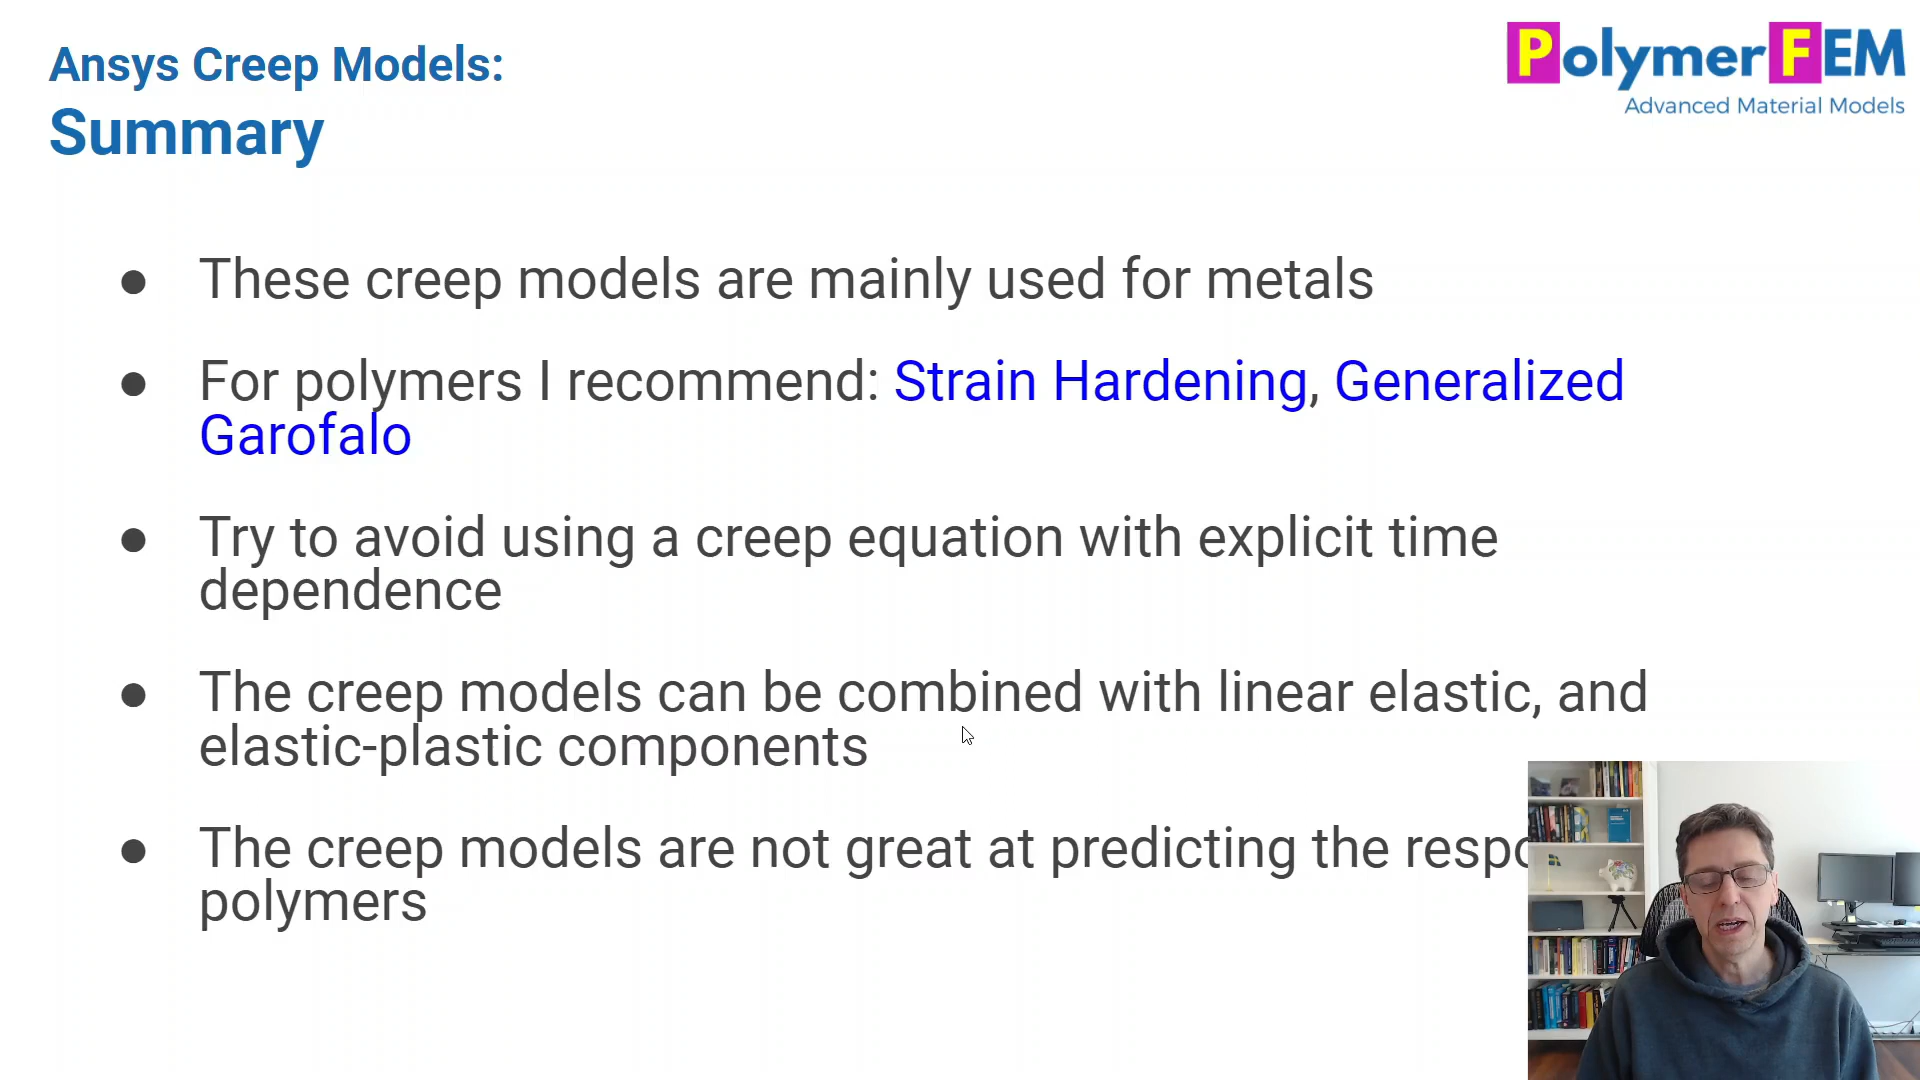 Ansys Creep Models:
Summary
PolymerFEM
Advanced Material Models
● These creep models are mainly used for metals
● For polymers I recommend: Strain Hardening, Generalized
Garofalo
● Try to avoid using a creep equation with explicit time
dependence
● The creep models can be combined with linear elastic, and
elastic-plastic components
● The creep models are not great at predicting the
polymers